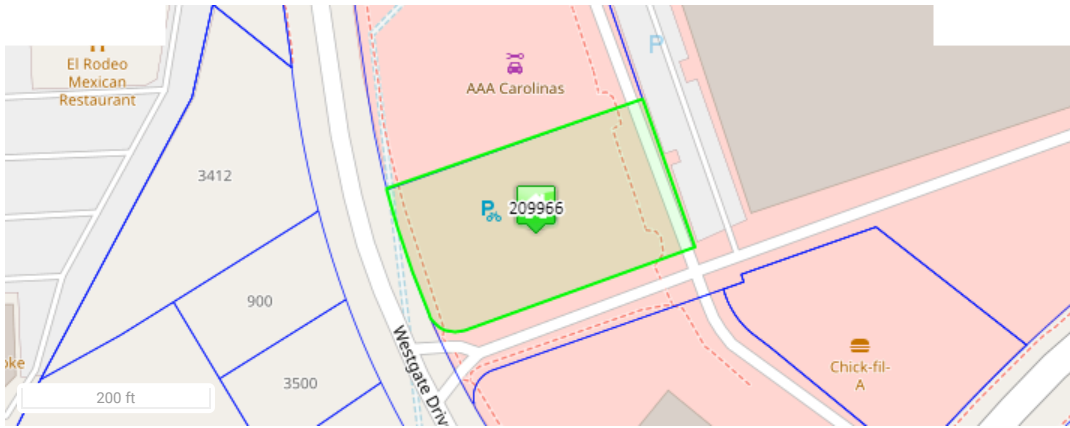 El Rodeo
Mexican
Restaurant
P
AAA Carolinas
3412
P
209966
900
Westgate Driv
3500
Chick-fil-
A
oke
200 ft